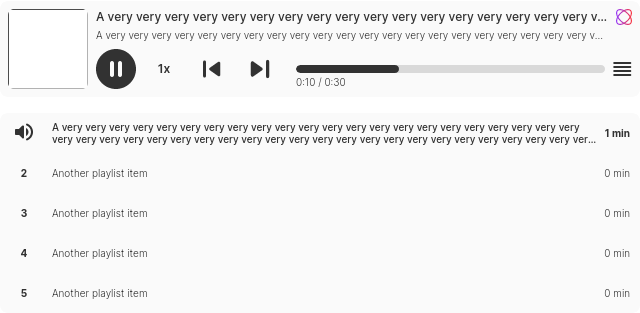 A very very very very very very very very very very very very very very very very very v...
A very very very very very very very very very very very very very very very very very very very very very v...
1x
0:10 / 0:30
A very very very very very very very very very very very very very very very very very very very very very very
very very very very very very very very very very very very very very very very very very very very very very ver...
1 min
2 Another playlist item 0 min
3 Another playlist item 0 min
4 Another playlist item 0 min
5 Another playlist item 0 min